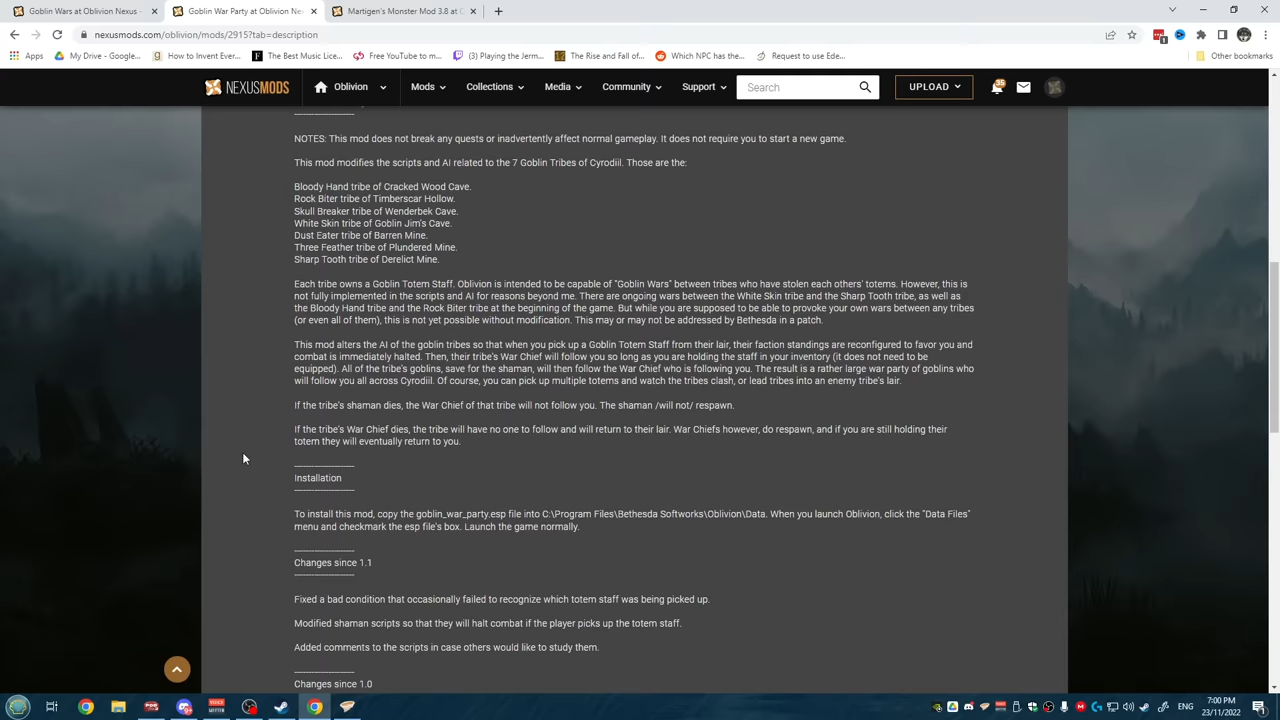 Goblin Wars at Oblivion Nexus -
Goblin War Party at Oblivion Ne
Martigen's Monster Mod 3.8 at C
nexusmods.com/oblivion/mods/2915?tab=description
Apps
My Drive - Google...
How to Invent Ever...
The Best Music Lice...
Free YouTube to m...
(3) Playing the Jerm...
The Rise and Fall of...
Which NPC has the...
Request to use Ede...
Other bookmarks
NEXUSMODS
Oblivion
Mods
Collections
Media
Community
Support
Search
UPLOAD
35
NOTES: This mod does not break any quests or inadvertently affect normal gameplay. It does not require you to start a new game.
This mod modifies the scripts and AI related to the 7 Goblin Tribes of Cyrodiil. Those are the:
Bloody Hand tribe of Cracked Wood Cave.
Rock Biter tribe of Timberscar Hollow.
Skull Breaker tribe of Wenderbek Cave.
White Skin tribe of Goblin Jim's Cave.
Dust Eater tribe of Barren Mine.
Three Feather tribe of Plundered Mine.
Sharp Tooth tribe of Derelict Mine.
Each tribe owns a Goblin Totem Staff. Oblivion is intended to be capable of "Goblin Wars" between tribes who have stolen each others' totems. However, this is
not fully implemented in the scripts and AI for reasons beyond me. There are ongoing wars between the White Skin tribe and the Sharp Tooth tribe, as well as
the Bloody Hand tribe and the Rock Biter tribe at the beginning of the game. But while you are supposed to be able to provoke your own wars between any tribes
(or even all of them), this is not yet possible without modification. This may or may not be addressed by Bethesda in a patch.
This mod alters the AI of the goblin tribes so that when you pick up a Goblin Totem Staff from their lair, their faction standings are reconfigured to favor you and
combat is immediately halted. Then, their tribe's War Chief will follow you so long as you are holding the staff in your inventory (it does not need to be
equipped). All of the tribe's goblins, save for the shaman, will then follow the War Chief who is following you. The result is a rather large war party of goblins who
will follow you all across Cyrodiil. Of course, you can pick up multiple totems and watch the tribes clash, or lead tribes into an enemy tribe's lair.
If the tribe's shaman dies, the War Chief of that tribe will not follow you. The shaman /will not/ respawn.
If the tribe's War Chief dies, the tribe will have no one to follow and will return to their lair. War Chiefs however, do respawn, and if you are still holding their
totem they will eventually return to you.
Installation
To install this mod, copy the goblin_war_party.esp file into C:\Program Files\Bethesda Softworks\Oblivion\Data. When you launch Oblivion, click the "Data Files"
menu and checkmark the esp file's box. Launch the game normally.
Changes since 1.1
Fixed a bad condition that occasionally failed to recognize which totem staff was being picked up.
Modified shaman scripts so that they will halt combat if the player picks up the totem staff.
Added comments to the scripts in case others would like to study them.
Changes since 1.0
ENG
7:00 PM
23/11/2022